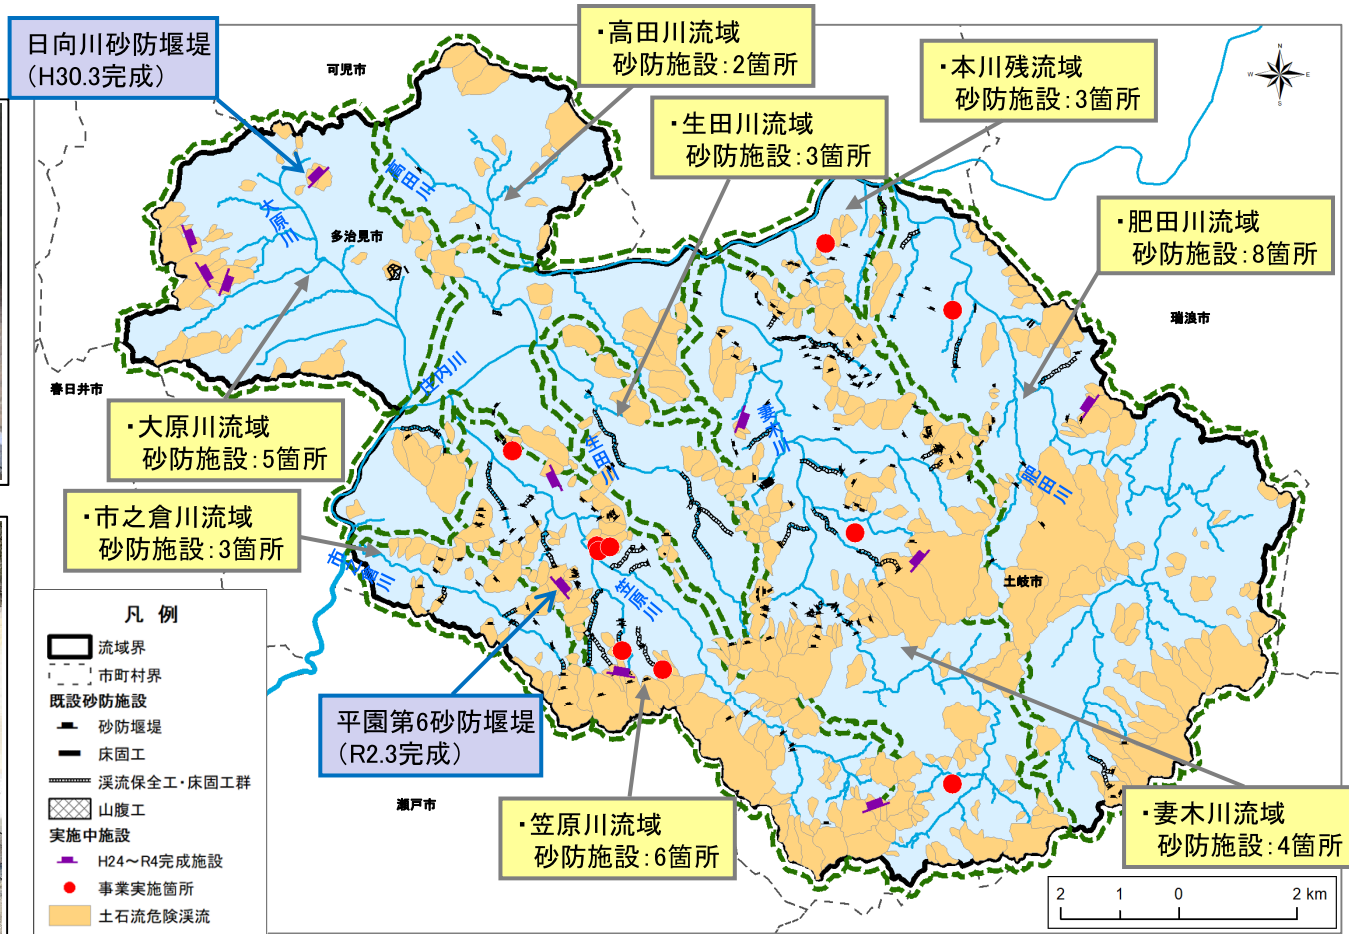 日向川砂防堰堤
（H30.3完成）
・高田川流域
砂防施設：2箇所
・本川残流域
砂防施設：3箇所
・生田川流域
砂防施設：3箇所
・肥田川流域
砂防施設：8箇所
可児市
N
W
E
S
高田川
大原川
多治見市
瑞浪市
春日井市
庄内川
・大原川流域
砂防施設：5箇所
妻木川
生田川
肥田川
・市之倉川流域
砂防施設：3箇所
市之倉川
笠原川
土岐市
平園第6砂防堰堤
（R2.3完成）
瀬戸市
・笠原川流域
砂防施設：6箇所
・妻木川流域
砂防施設：4箇所
凡 例
流域界
市町村界
既設砂防施設
砂防堰堤
床固工
渓流保全工・床固工群
山腹工
実施中施設
H24～R4完成施設
事業実施箇所
土石流危険渓流
2 1 0 2 km